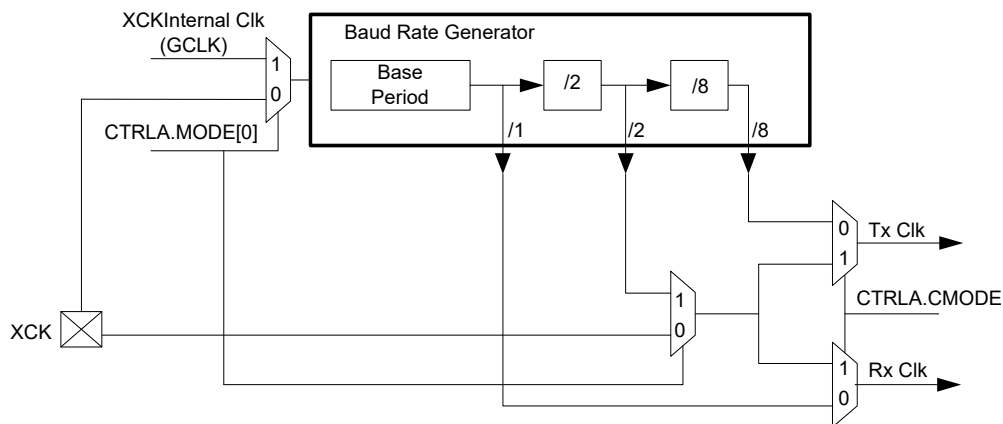 XCKInternal Clk
(GCLK)
Baud Rate Generator
1
0
Base
Period
/2
/8
CTRLA.MODE[0]
/1
/2
/8
0
Tx Clk
1
1
0
CTRLA.CMODE
XCK
1
Rx Clk
0